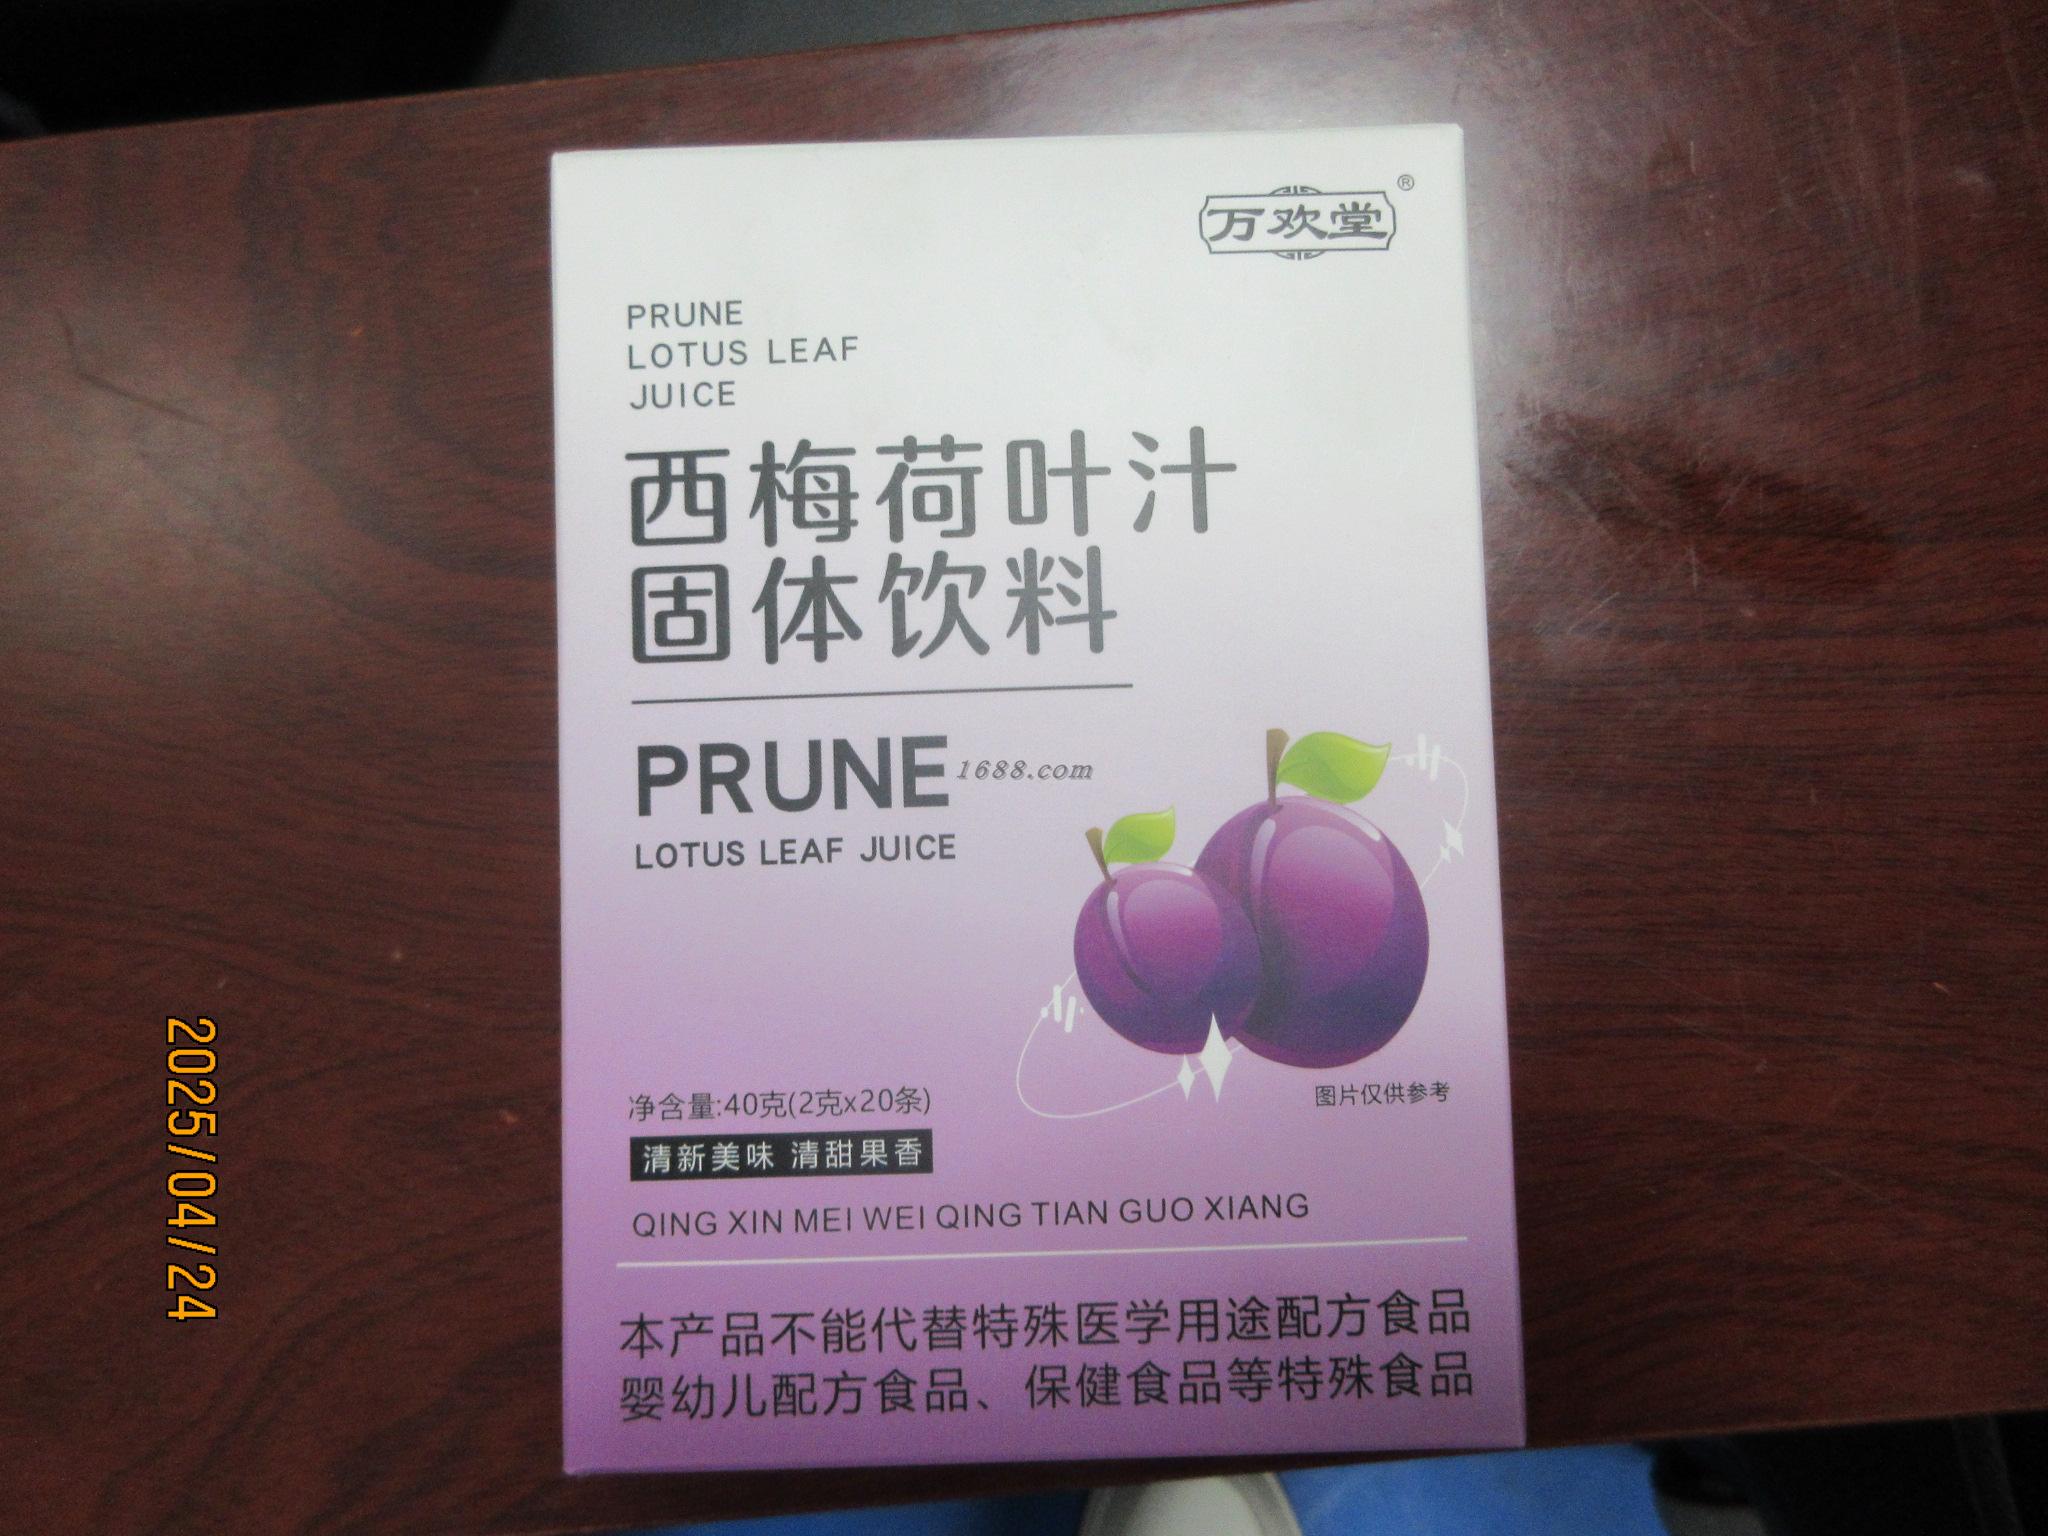 万欢堂®
PRUNE
LOTUS LEAF
JUICE
西梅荷叶汁
固体饮料
PRUNE
1688.com
LOTUS LEAF JUICE
净含量:40克(2克x20条)
图片仅供参考
清新美味 清甜果香
QING XIN MEI WEI QING TIAN GUO XIANG
本产品不能代替特殊医学用途配方食品
婴幼儿配方食品、保健食品等特殊食品
2025/04/24